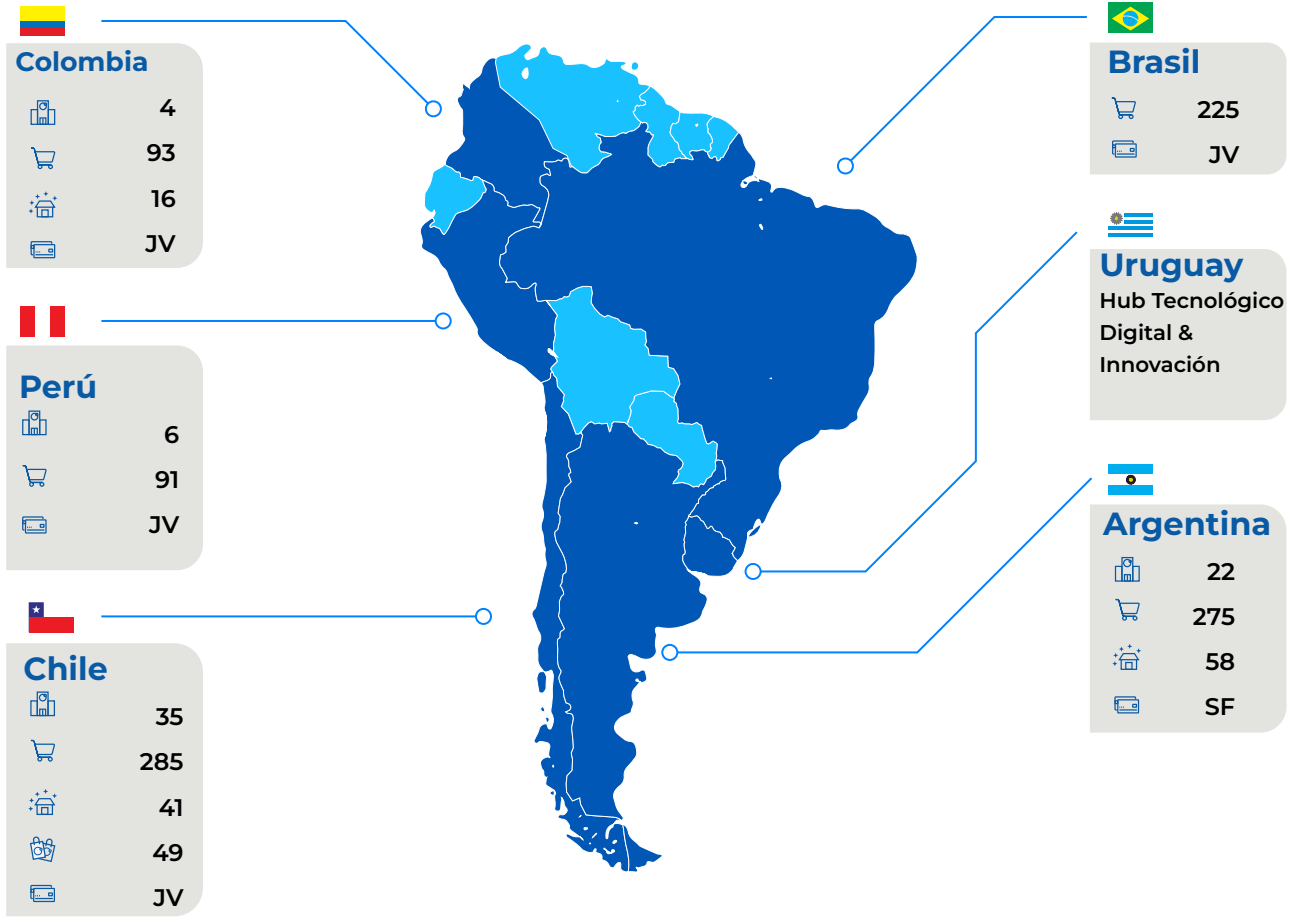 Colombia
4
93
16
JV
Perú
6
91
JV
Chile
35
285
41
49
JV
Brasil
225
JV
Uruguay
Hub Tecnológico
Digital &
Innovación
Argentina
22
275
58
SF